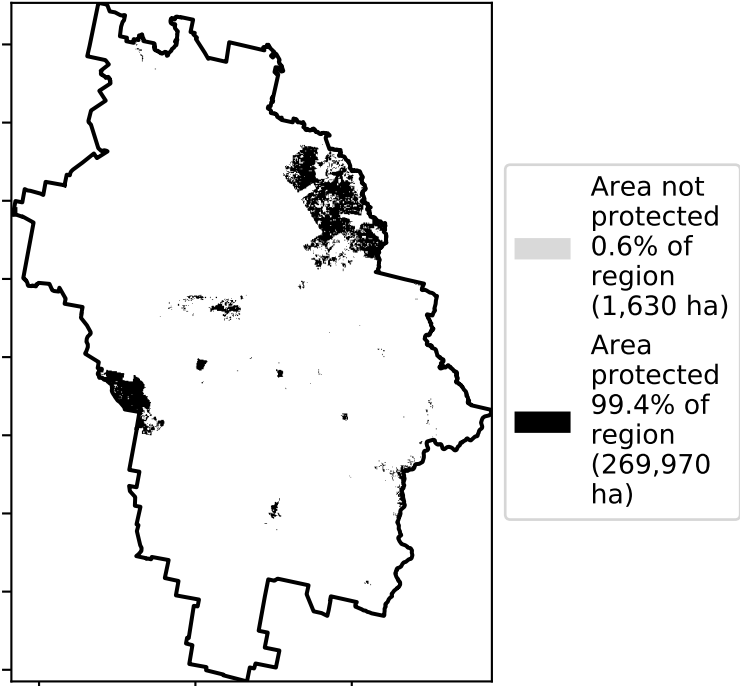 Area not
protected
0.6% of
region
(1,630 ha)
Area
protected
99.4% of
region
(269,970
ha)